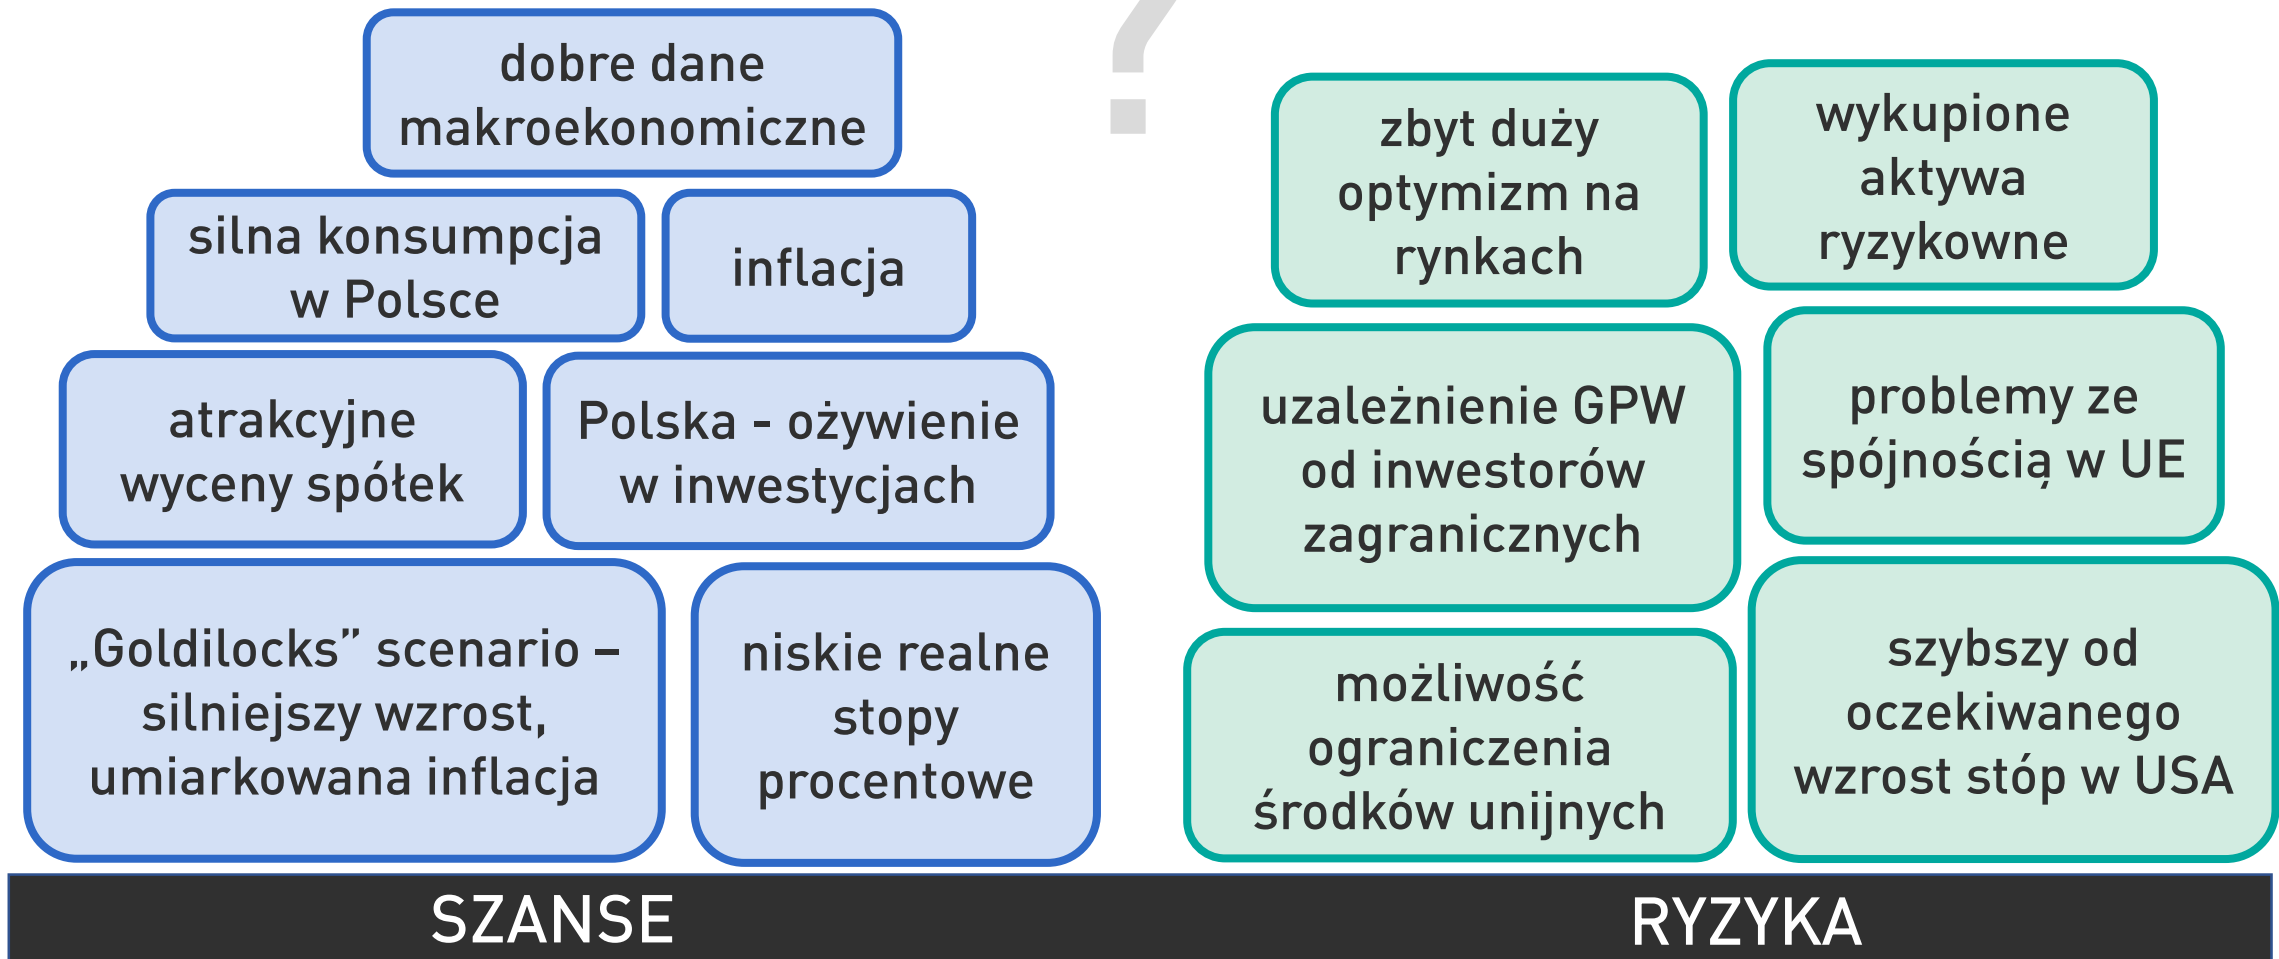 ?
dobre dane
makroekonomiczne
silna konsumpcja
w Polsce
inflacja
atrakcyjne
wyceny spółek
Polska - ożywienie
w inwestycjach
„Goldilocks” scenario –
silniejszy wzrost,
umiarkowana inflacja
niskie realne
stopy
procentowe
SZANSE
zbyt duży
optymizm na
rynkach
wykupione
aktywa
ryzykowne
uzależnienie GPW
od inwestorów
zagranicznych
problemy ze
spójnością w UE
możliwość
ograniczenia
środków unijnych
szybszy od
oczekiwanego
wzrost stóp w USA
RYZYKA